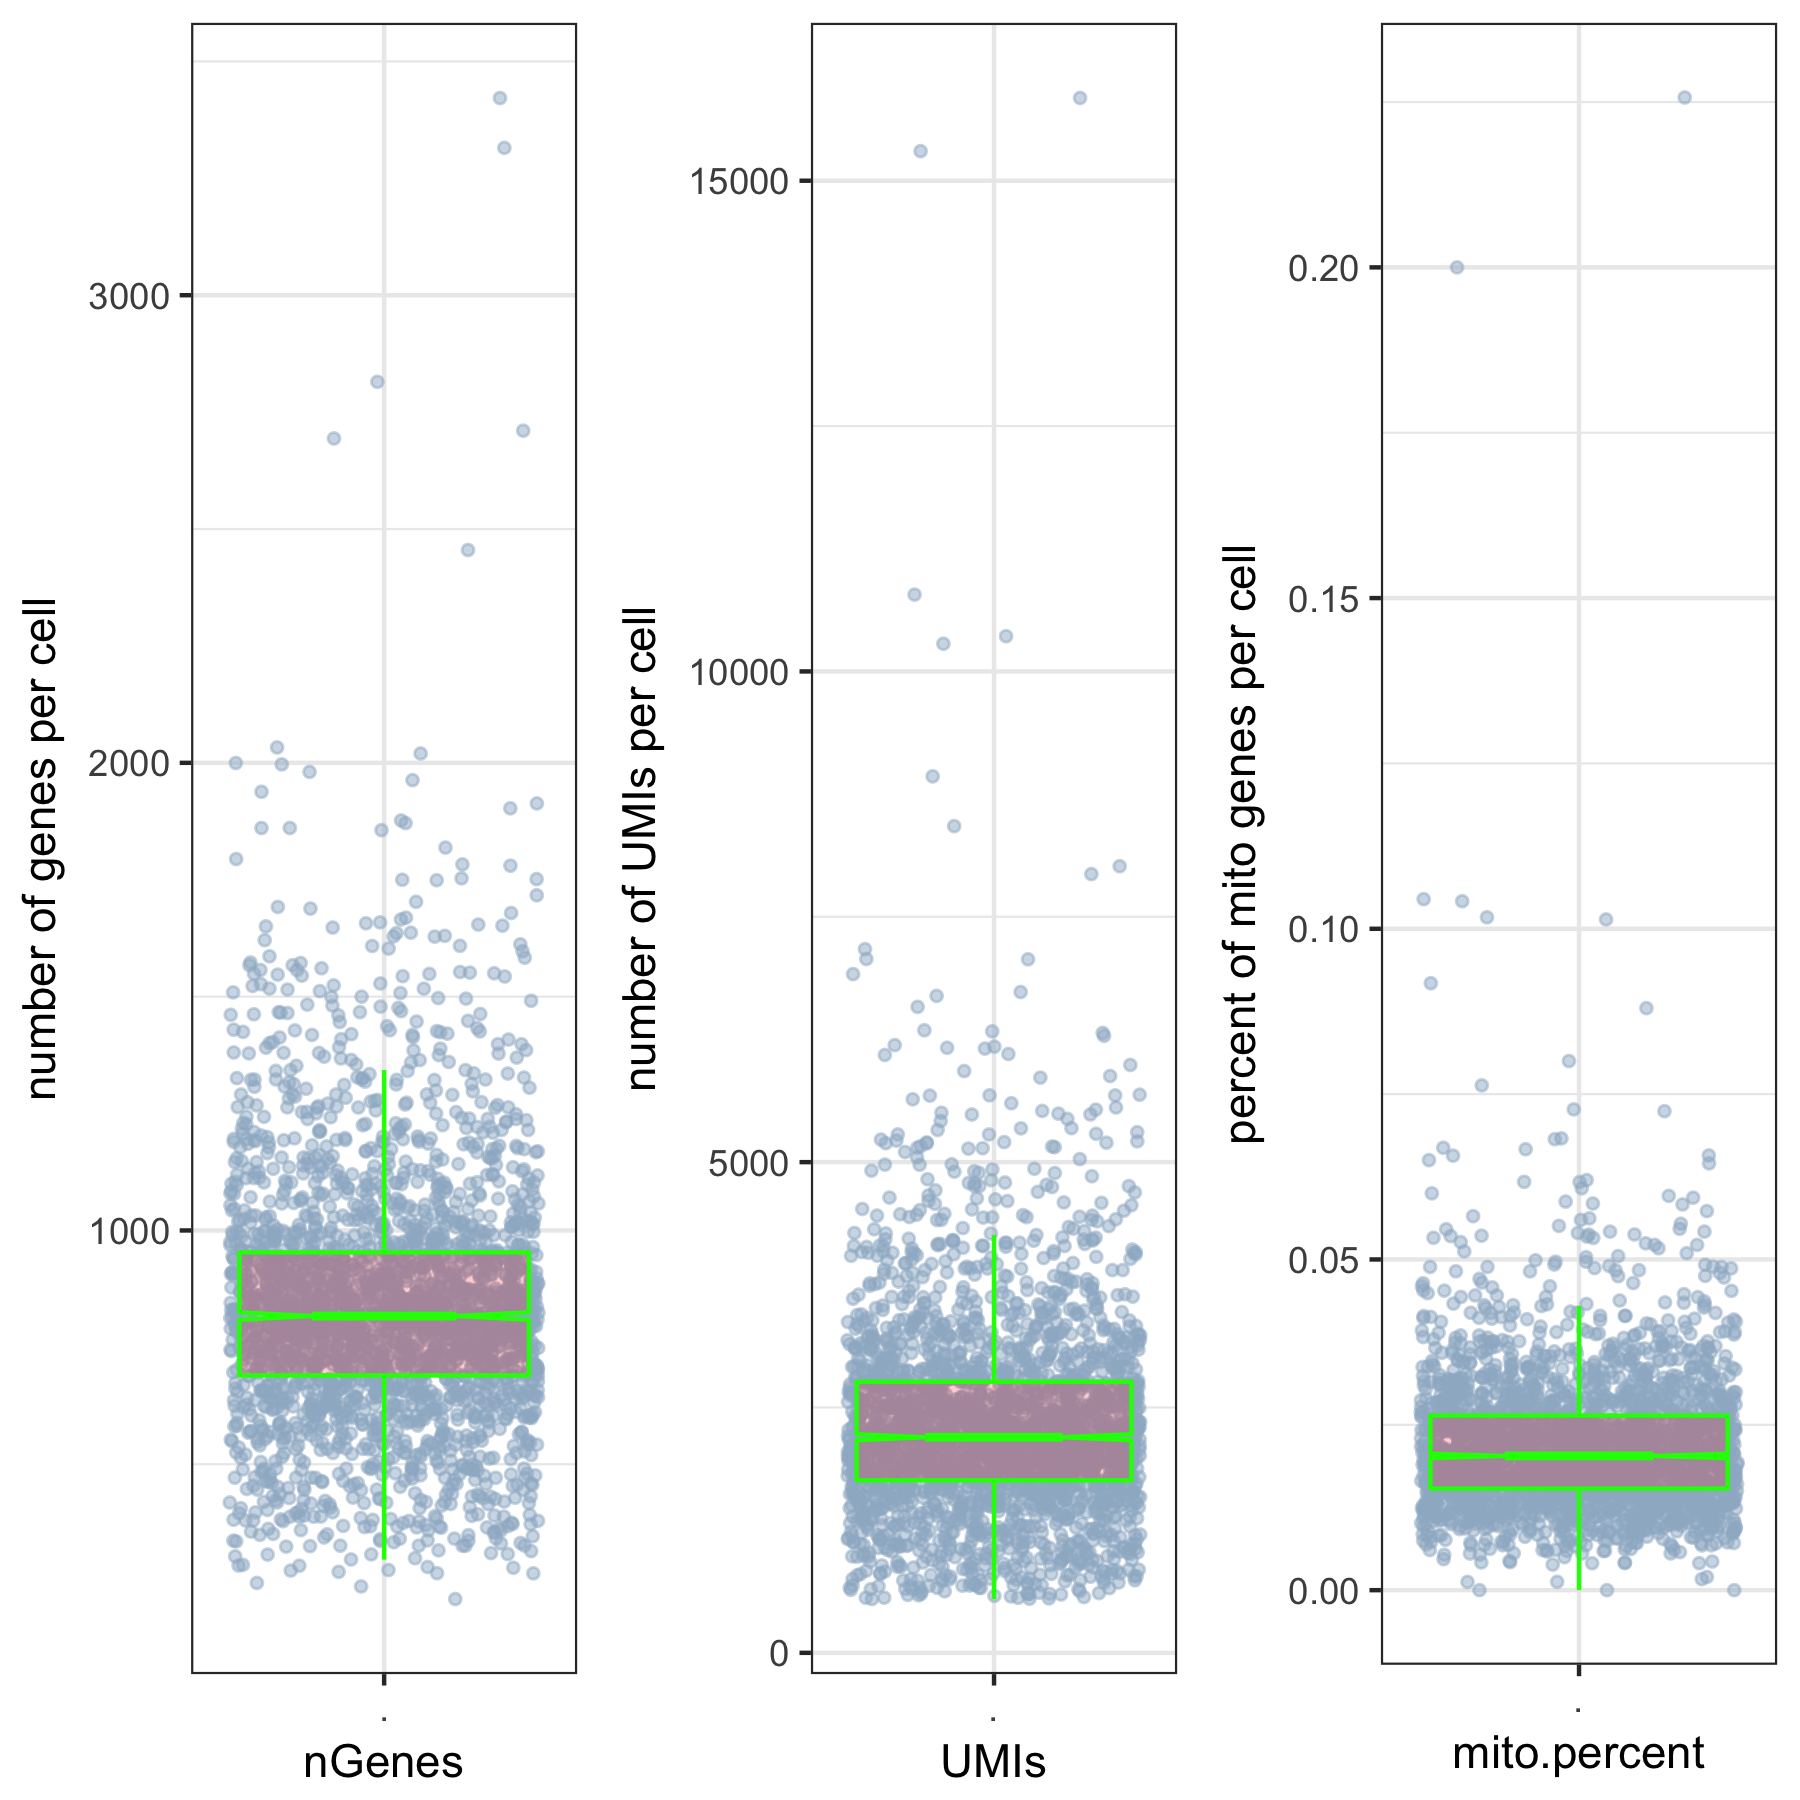 number of genes per cell
3000
2000
1000
.
nGenes
number of UMIs per cell
15000
10000
5000
0
.
UMIs
percent of mito genes per cell
0.20
0.15
0.10
0.05
0.00
.
mito.percent